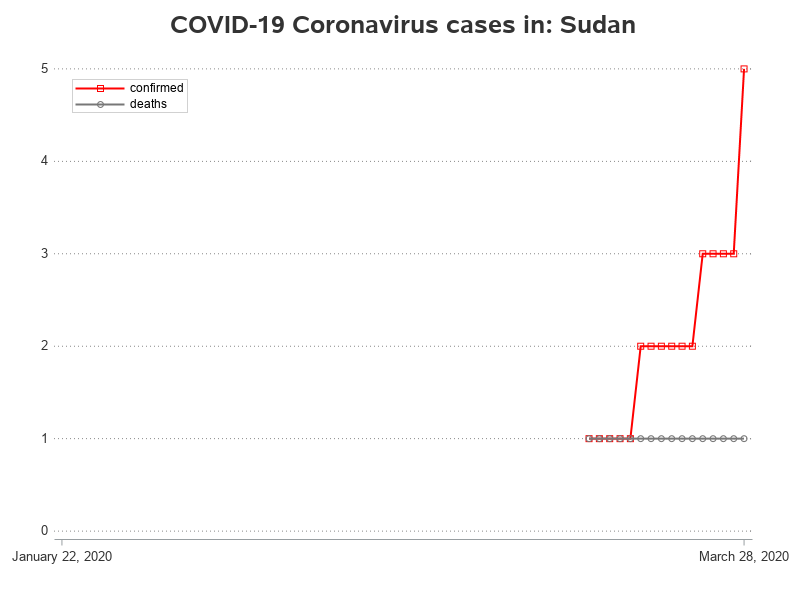 COVID-19 Coronavirus cases in: Sudan
5
confirmed
deaths
4
3
2
1
0
January 22, 2020
March 28, 2020